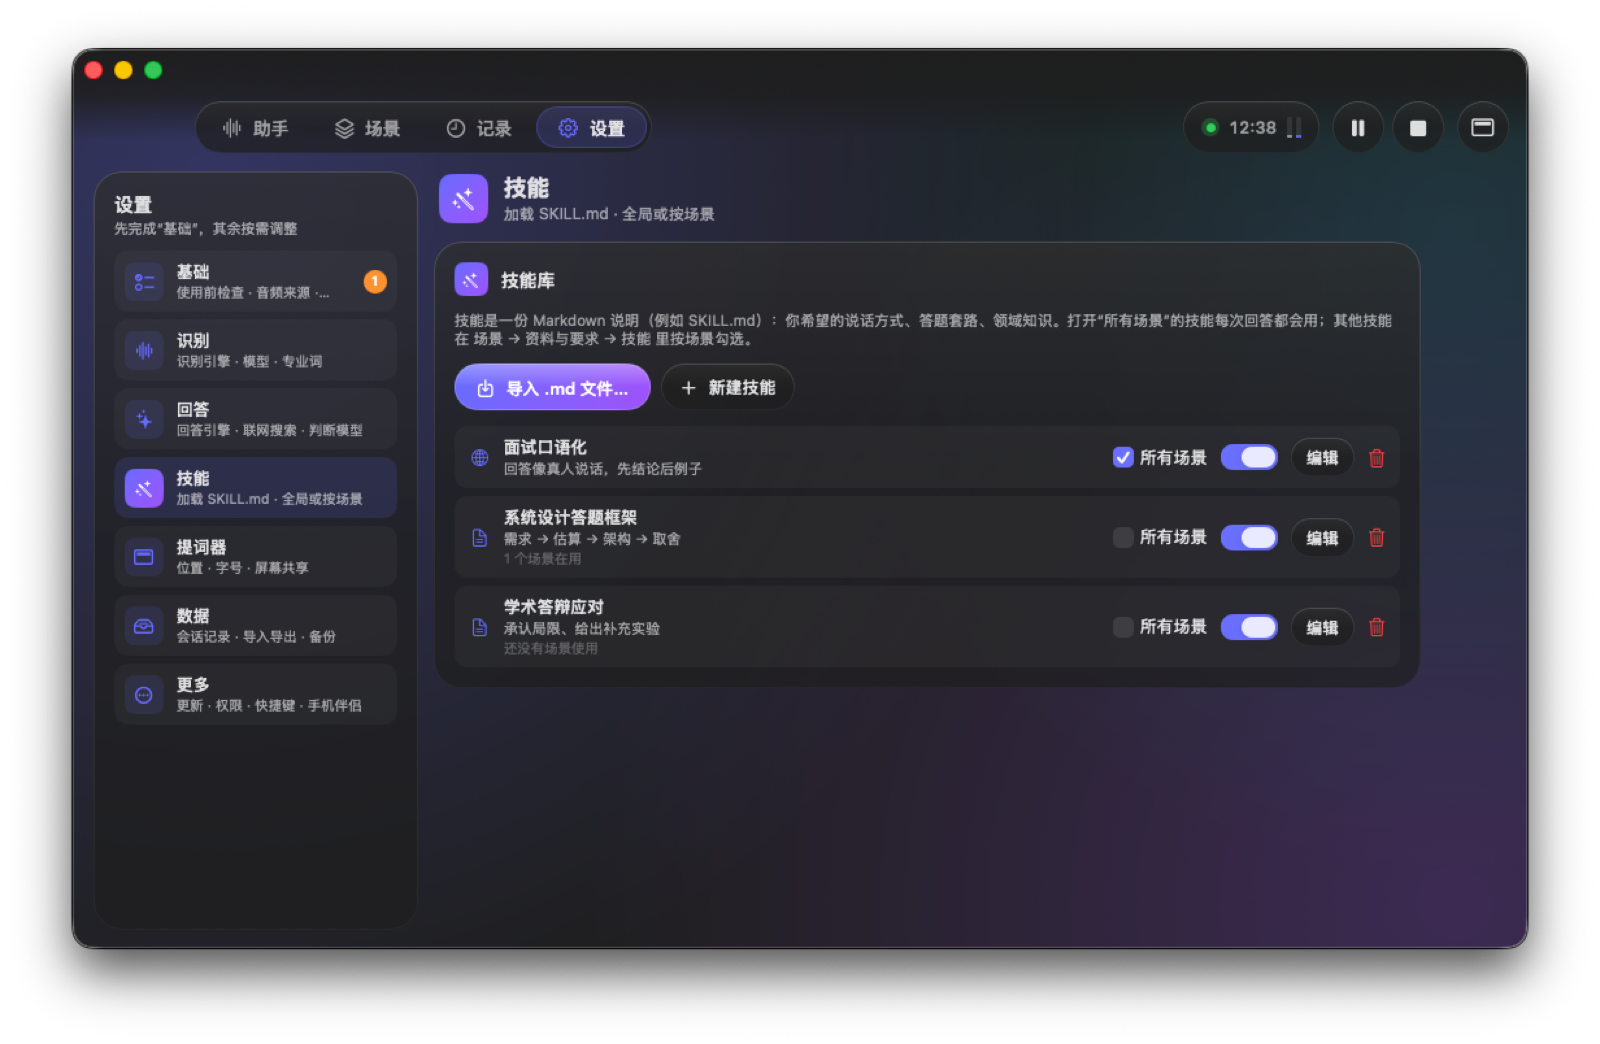 助手
场景
记录
设置
12:38
设置
先完成“基础”，其余按需调整
基础
使用前检查 · 音频来源 ·...
1
识别
识别引擎 · 模型 · 专业词
回答
回答引擎 · 联网搜索 · 判断模型
技能
加载 SKILL.md · 全局或按场景
提词器
位置 · 字号 · 屏幕共享
数据
会话记录 · 导入导出 · 备份
更多
更新 · 权限 · 快捷键 · 手机伴侣
技能
加载 SKILL.md · 全局或按场景
技能库
技能是一份 Markdown 说明（例如 SKILL.md）：你希望的说话方式、答题套路、领域知识。打开“所有场景”的技能每次回答都会用；其他技能
在 场景 → 资料与要求 → 技能 里按场景勾选。
导入 .md 文件...
新建技能
面试口语化
回答像真人说话，先结论后例子
所有场景
编辑
系统设计答题框架
需求 → 估算 → 架构 → 取舍
1 个场景在用
所有场景
编辑
学术答辩应对
承认局限、给出补充实验
还没有场景使用
所有场景
编辑